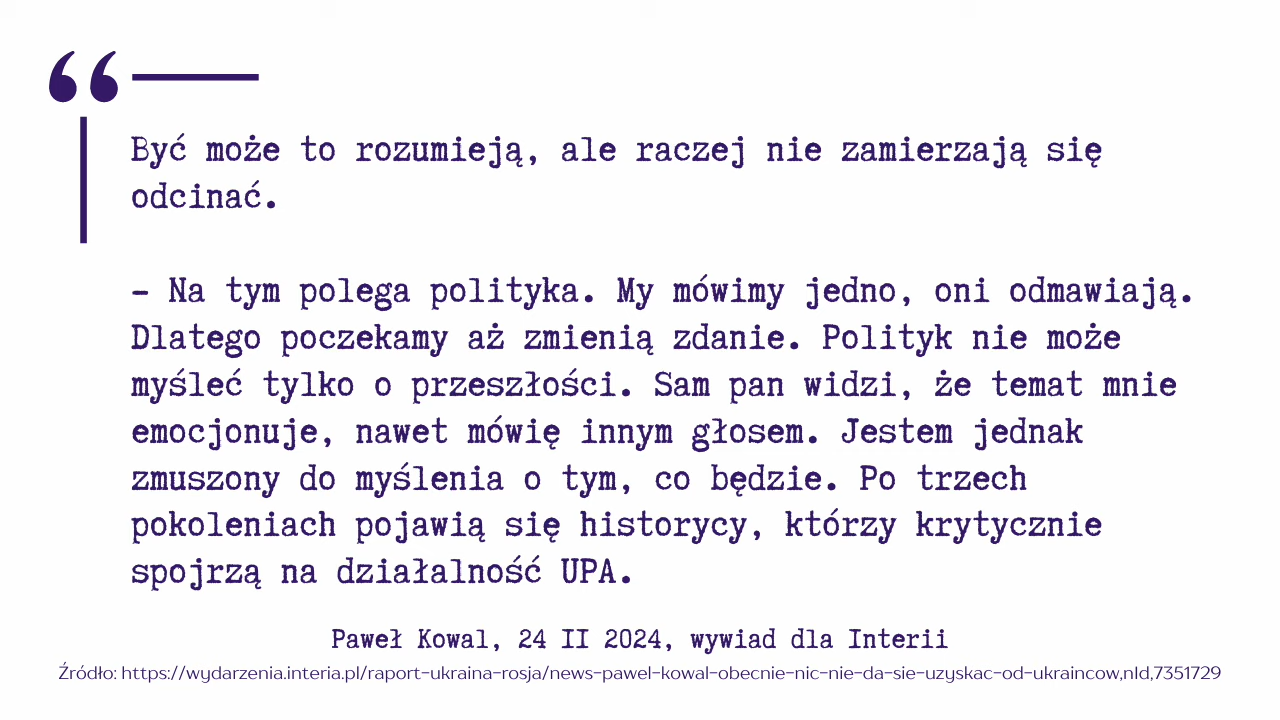 Być może to rozumieją, ale raczej nie zamierzają się
odcinać.
– Na tym polega polityka. My mówimy jedno, oni odmawiają.
Dlatego poczekamy aż zmienią zdanie. Polityk nie może
myśleć tylko o przeszłości. Sam pan widzi, że temat mnie
emocjonuje, nawet mówię innym głosem. Jestem jednak
zmuszony do myślenia o tym, co będzie. Po trzech
pokoleniach pojawią się historycy, którzy krytycznie
spojrzą na działalność UPA.
Paweł Kowal, 24 II 2024, wywiad dla Interii
Źródło: https://wydarzenia.interia.pl/raport-ukraina-rosja/news-pawel-kowal-obecnie-nic-nie-da-sie-uzyskac-od-ukraincow,nId,7351729